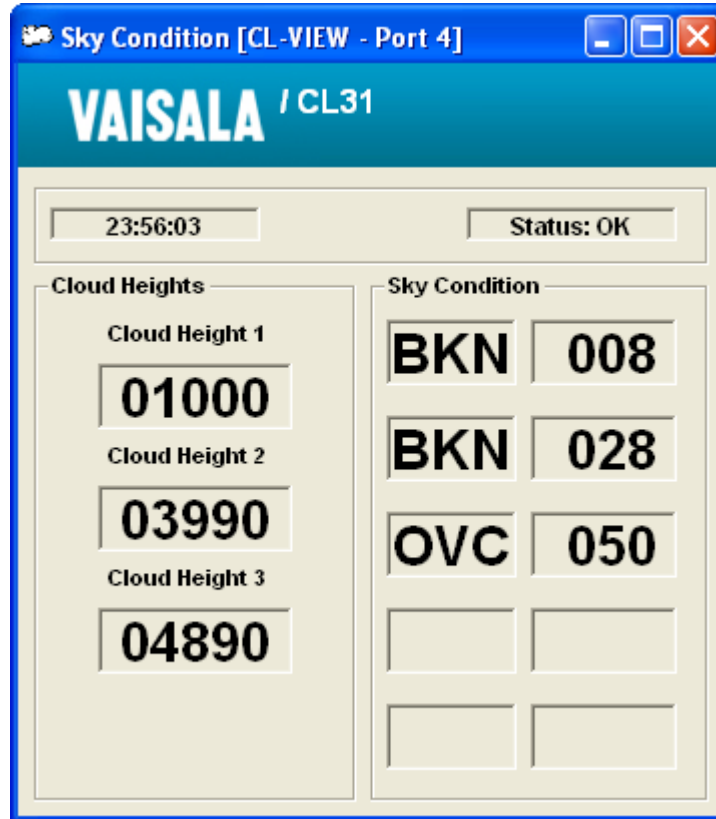 Sky Condition [CL-VIEW - Port 4]
VAISALA / CL31
23:56:03
Status: OK
Cloud Heights
Cloud Height 1
01000
Cloud Height 2
03990
Cloud Height 3
04890
Sky Condition
BKN 008
BKN 028
OVC 050